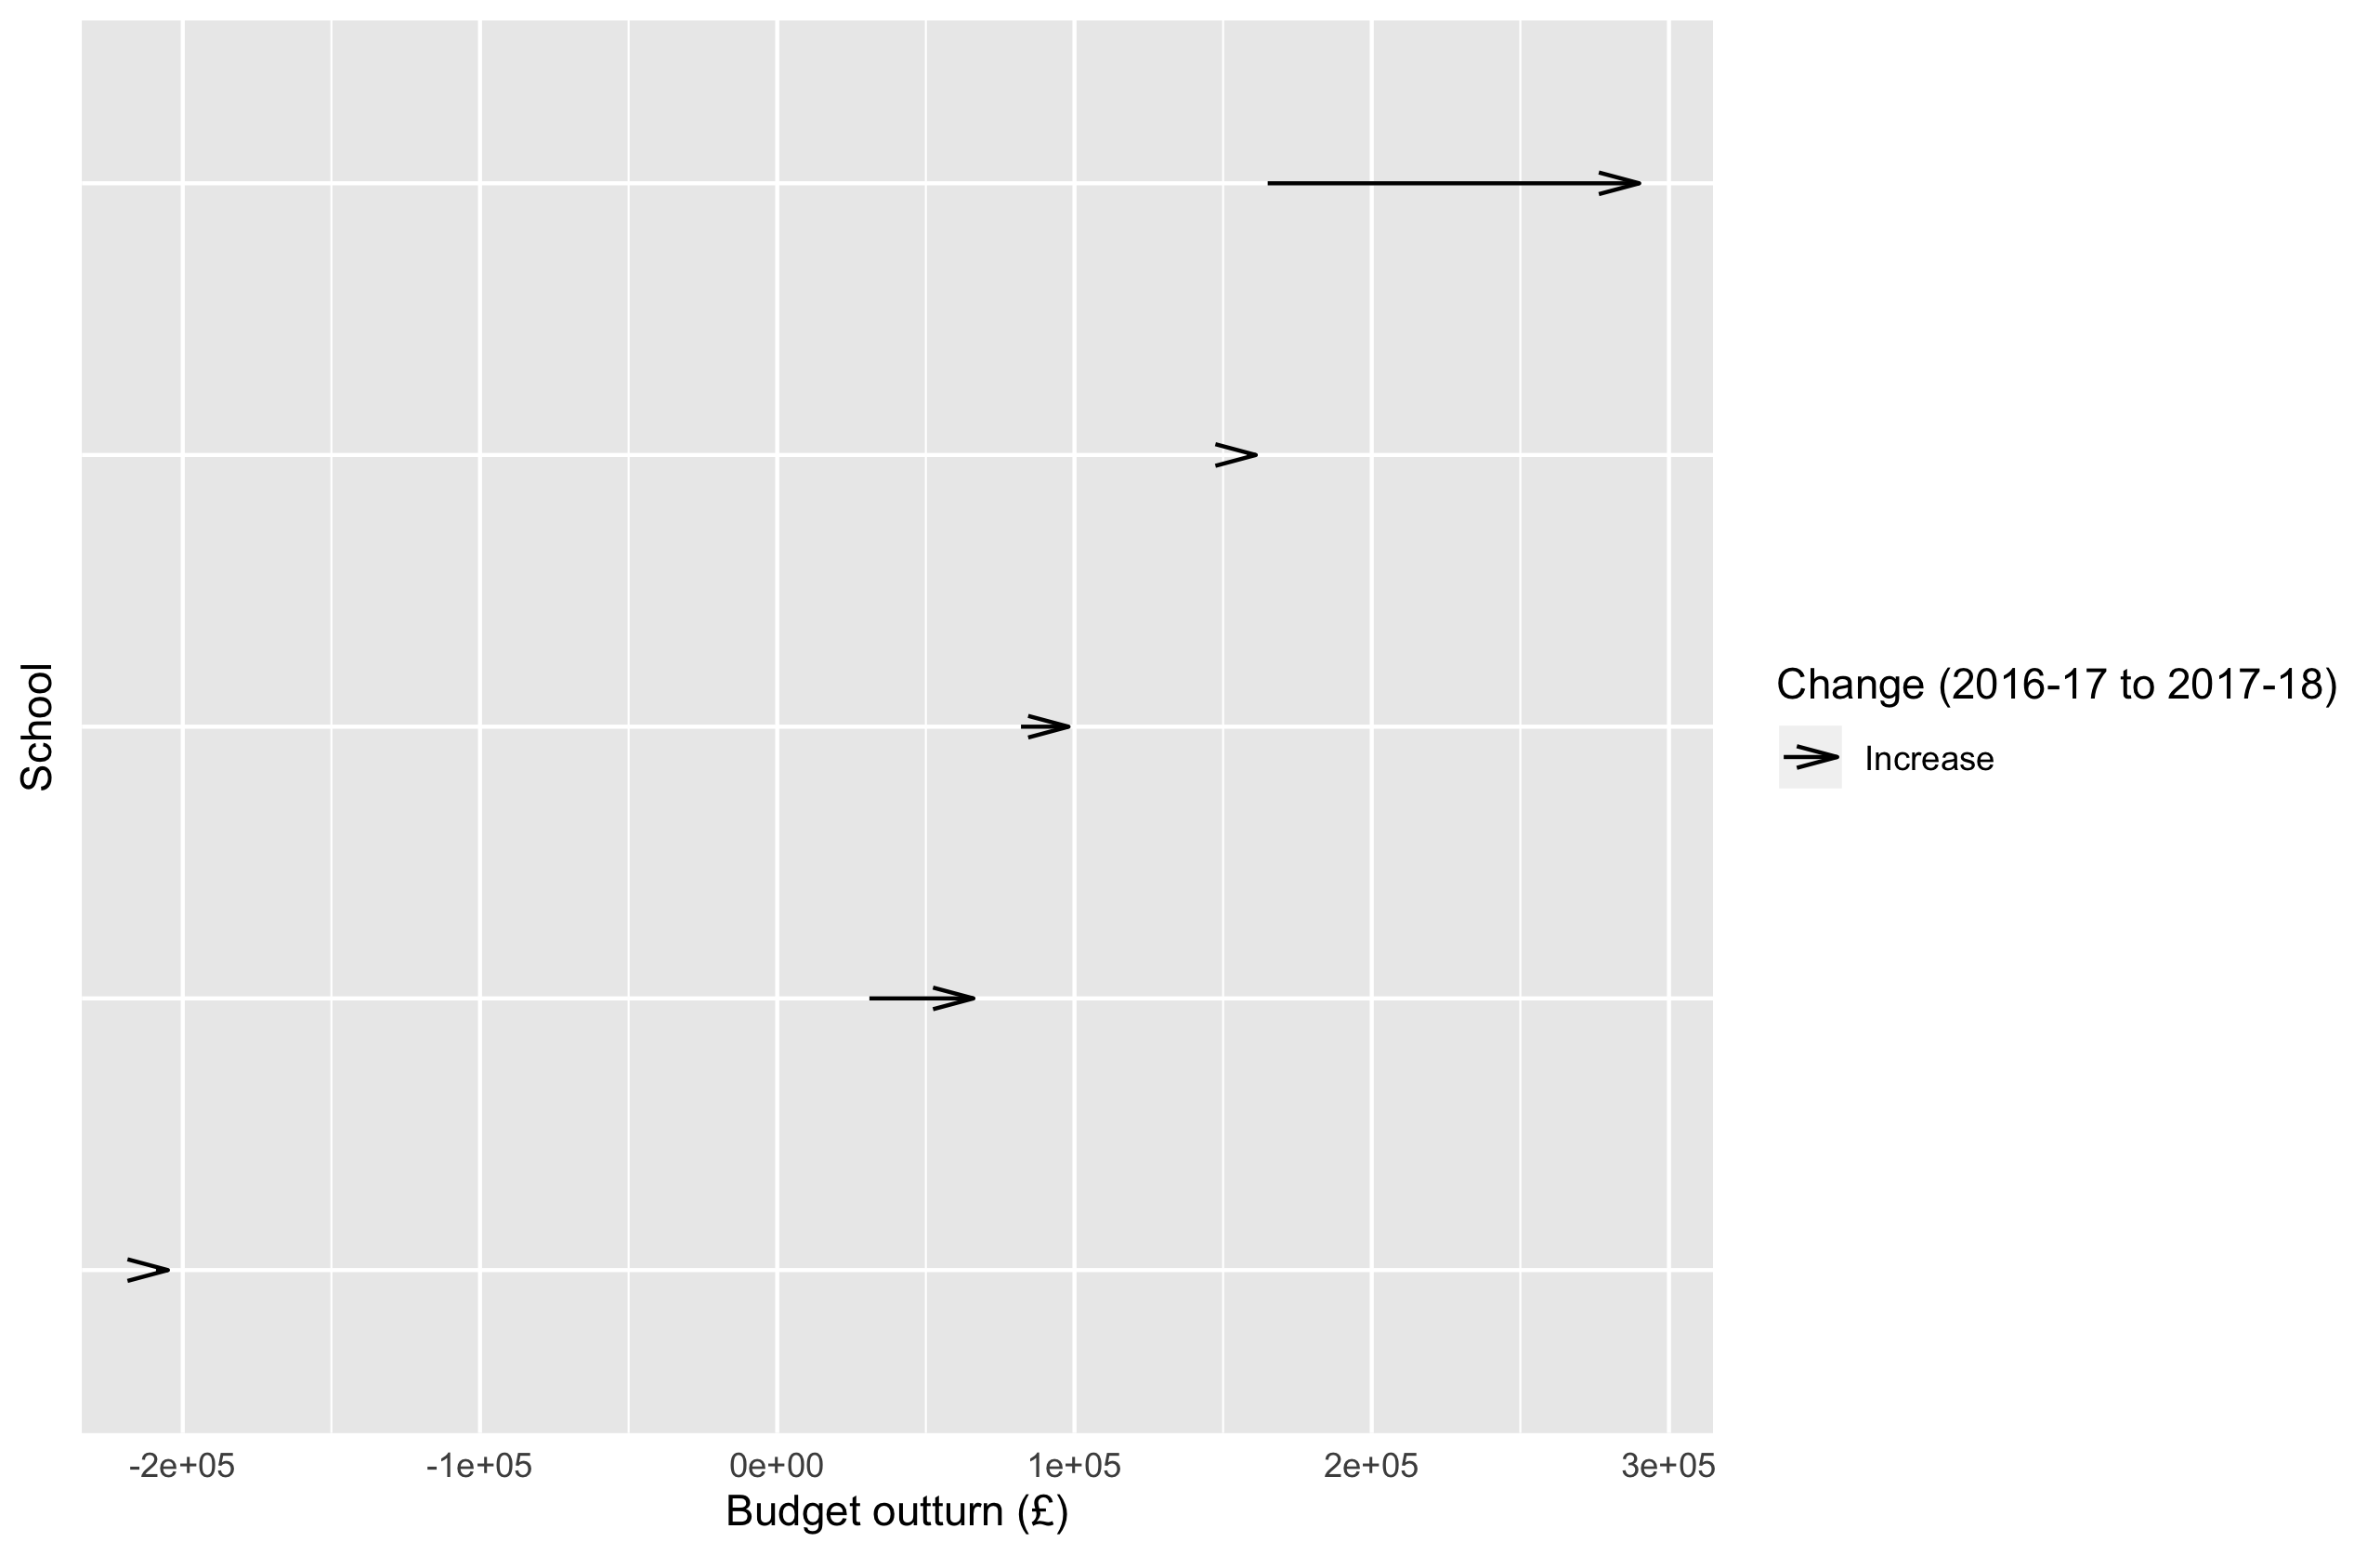 School
-2e+05
-1e+05
0e+00
1e+05
2e+05
3e+05
Budget outturn (£)
Change (2016-17 to 2017-18)
Increase